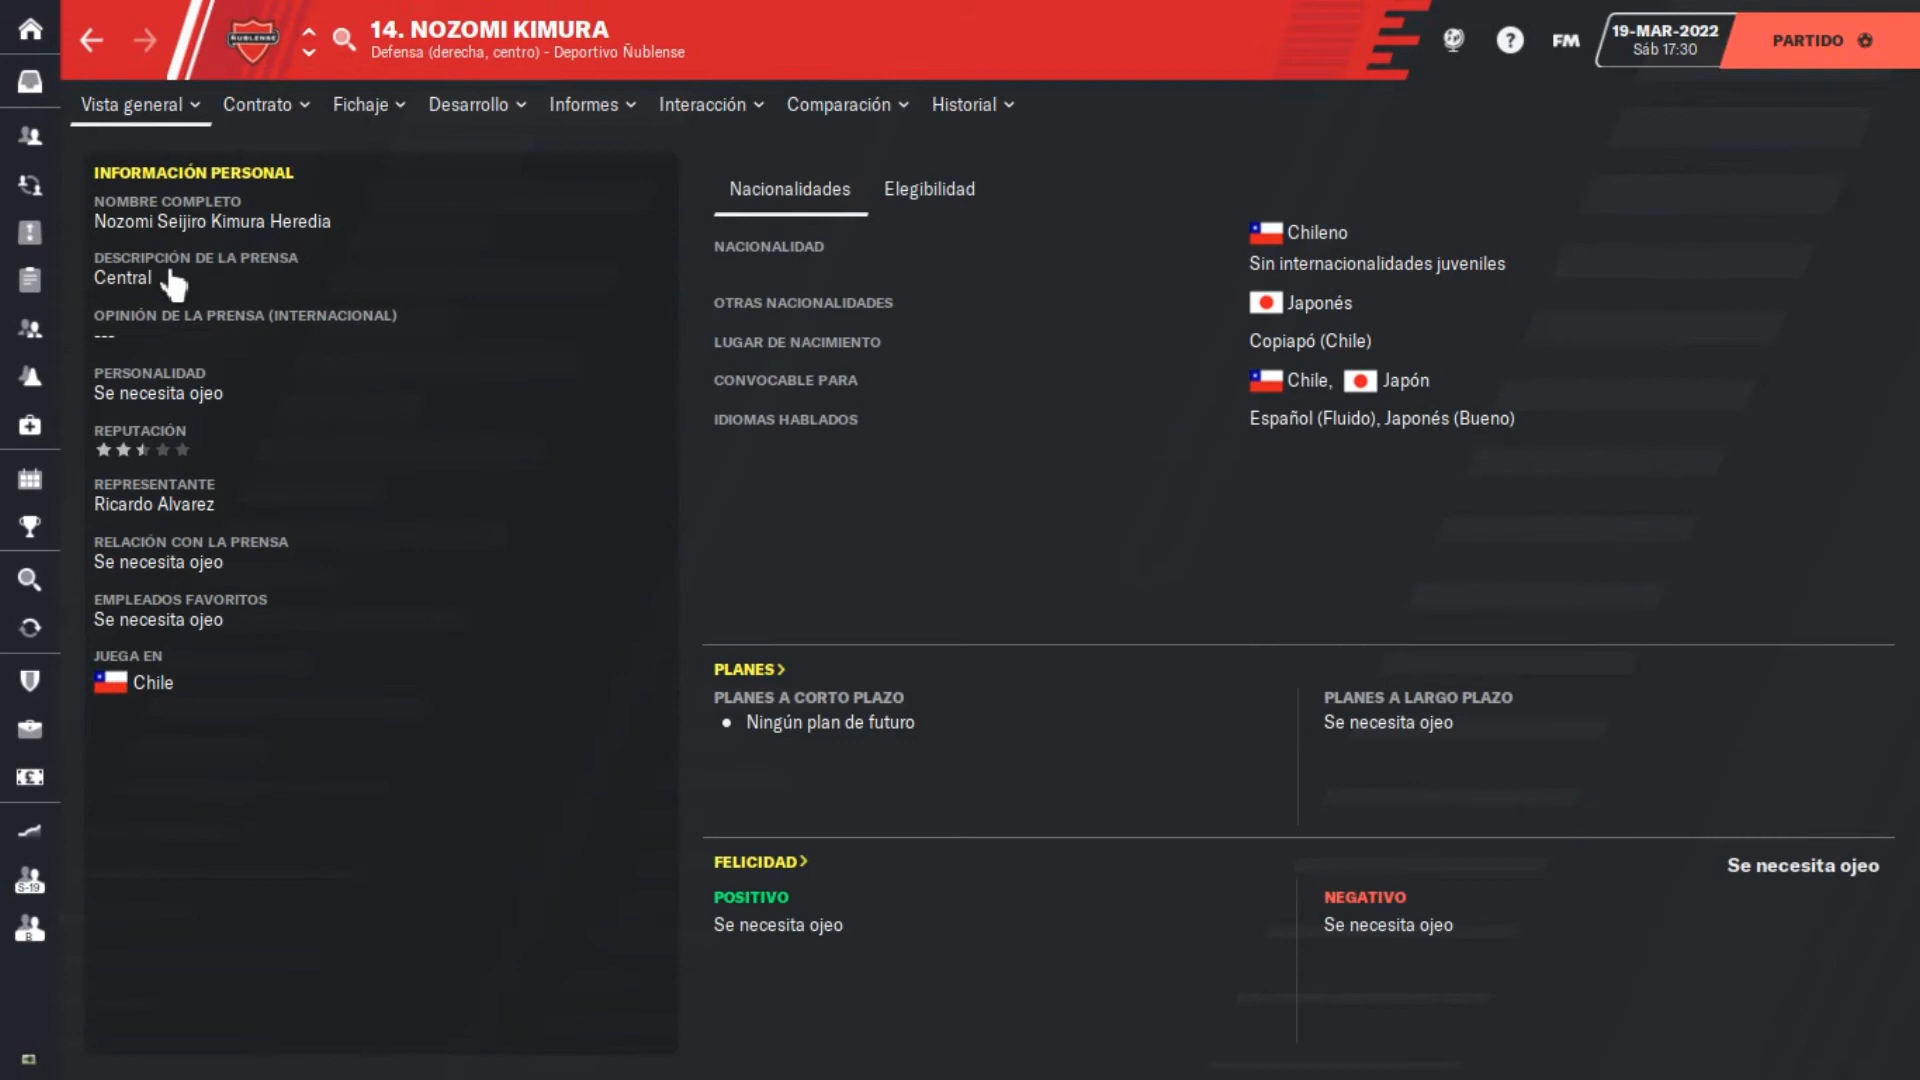 14. NOZOMI KIMURA
Defensa (derecha, centro) - Deportivo Ñublense
ÑUBLENSE
FM
19-MAR-2022
Sáb 17:30
PARTIDO
Vista general
Contrato
Fichaje
Desarrollo
Informes
Interacción
Comparación
Historial
INFORMACIÓN PERSONAL
NOMBRE COMPLETO
Nozomi Seijiro Kimura Heredia
DESCRIPCIÓN DE LA PRENSA
Central
OPINIÓN DE LA PRENSA (INTERNACIONAL)
---
PERSONALIDAD
Se necesita ojeo
REPUTACIÓN
REPRESENTANTE
Ricardo Alvarez
RELACIÓN CON LA PRENSA
Se necesita ojeo
EMPLEADOS FAVORITOS
Se necesita ojeo
JUEGA EN
Chile
Nacionalidades
Elegibilidad
NACIONALIDAD
Chileno
Sin internacionalidades juveniles
OTRAS NACIONALIDADES
Japonés
LUGAR DE NACIMIENTO
Copiapó (Chile)
CONVOCABLE PARA
Chile, Japón
IDIOMAS HABLADOS
Español (Fluido), Japonés (Bueno)
PLANES
PLANES A CORTO PLAZO
• Ningún plan de futuro
PLANES A LARGO PLAZO
Se necesita ojeo
FELICIDAD
Se necesita ojeo
POSITIVO
Se necesita ojeo
NEGATIVO
Se necesita ojeo
S-19
B